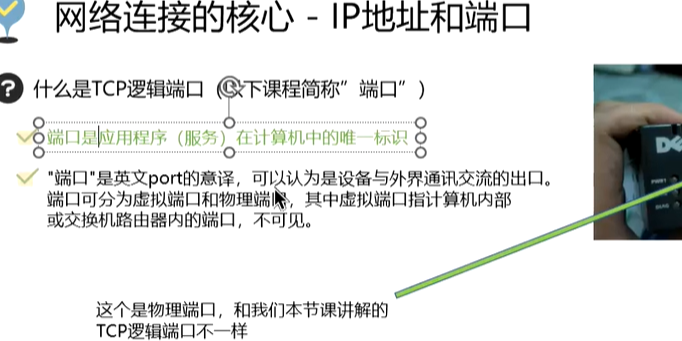 网络连接的核心 - IP地址和端口
什么是TCP逻辑端口（以下课程简称”端口”）
端口是应用程序（服务）在计算机中的唯一标识
"端口"是英文port的意译，可以认为是设备与外界通讯交流的出口。
端口可分为虚拟端口和物理端口，其中虚拟端口指计算机内部
或交换机路由器内的端口，不可见。
这个是物理端口，和我们本节课讲解的
TCP逻辑端口不一样